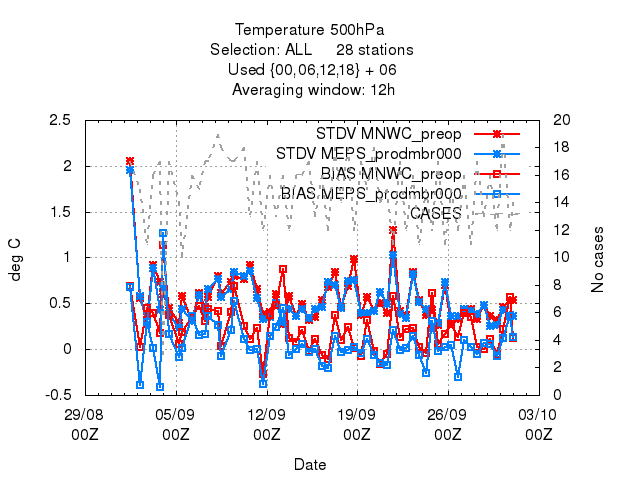 Temperature 500hPa
Selection: ALL 28 stations
Used {00,06,12,18} + 06
Averaging window: 12h
STDV MNWC_preop
STDV MEPS_prodmbr000
BIAS MNWC_preop
BIAS MEPS_prodmbr000
CASES
deg C
2.5
2
1.5
1
0.5
0
-0.5
No cases
20
18
16
14
12
10
8
6
4
2
0
29/08 05/09 12/09 19/09 26/09 03/10
00Z 00Z 00Z 00Z 00Z 00Z
Date